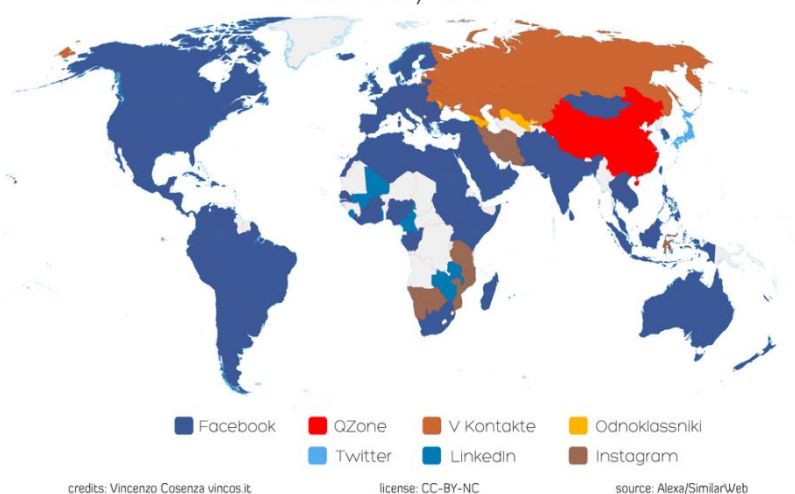 Facebook QZone V Kontakte Odnoklassniki
Twitter LinkedIn Instagram
credits: Vincenzo Cosenza vincos.it license: CC-BY-NC source: Alexa/SimilarWeb